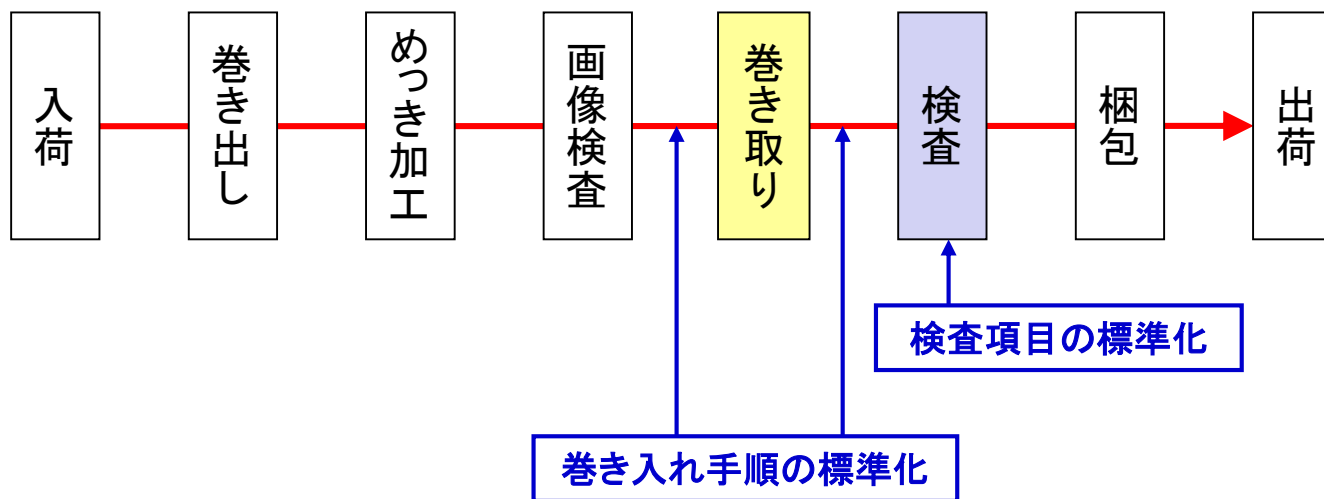 入荷
巻き出し
めっき加工
画像検査
巻き取り
検査
梱包
出荷
検査項目の標準化
巻き入れ手順の標準化